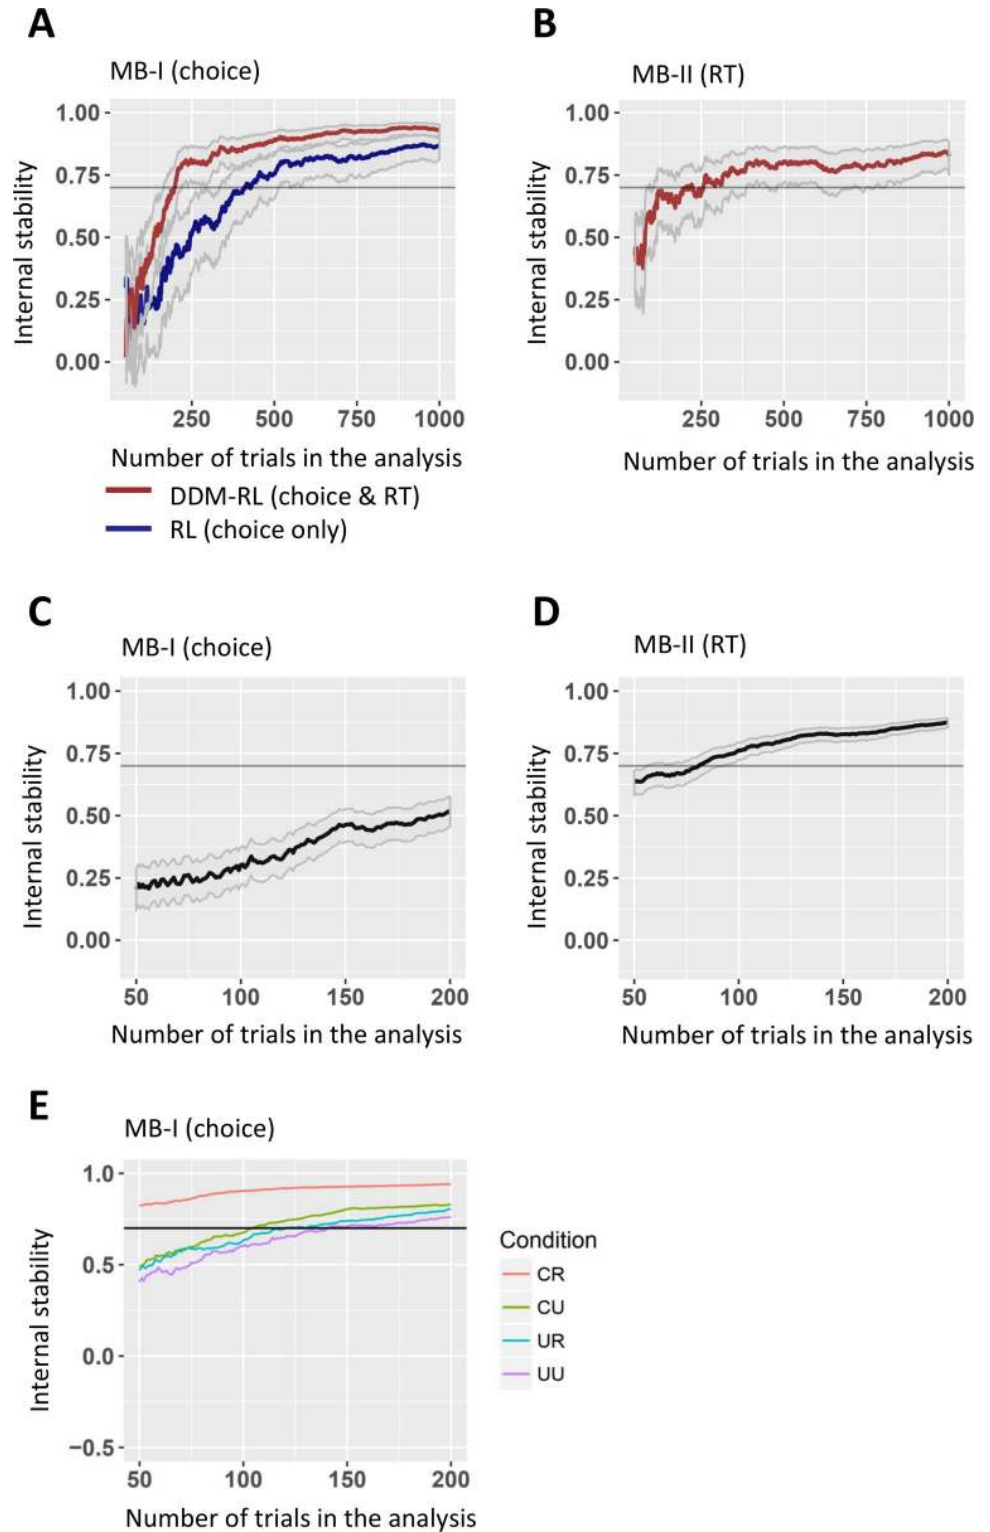 A
MB-I (choice)
Internal stability
1.00
0.75
0.50
0.25
0.00
250 500 750 1000
Number of trials in the analysis
DDM-RL (choice & RT)
RL (choice only)
B
MB-II (RT)
Internal stability
1.00
0.75
0.50
0.25
0.00
250 500 750 1000
Number of trials in the analysis
C
MB-I (choice)
Internal stability
1.00
0.75
0.50
0.25
0.00
50 100 150 200
Number of trials in the analysis
D
MB-II (RT)
Internal stability
1.00
0.75
0.50
0.25
0.00
50 100 150 200
Number of trials in the analysis
E
MB-I (choice)
Internal stability
1.0
0.5
0.0
−0.5
50 100 150 200
Number of trials in the analysis
Condition
CR
CU
UR
UU